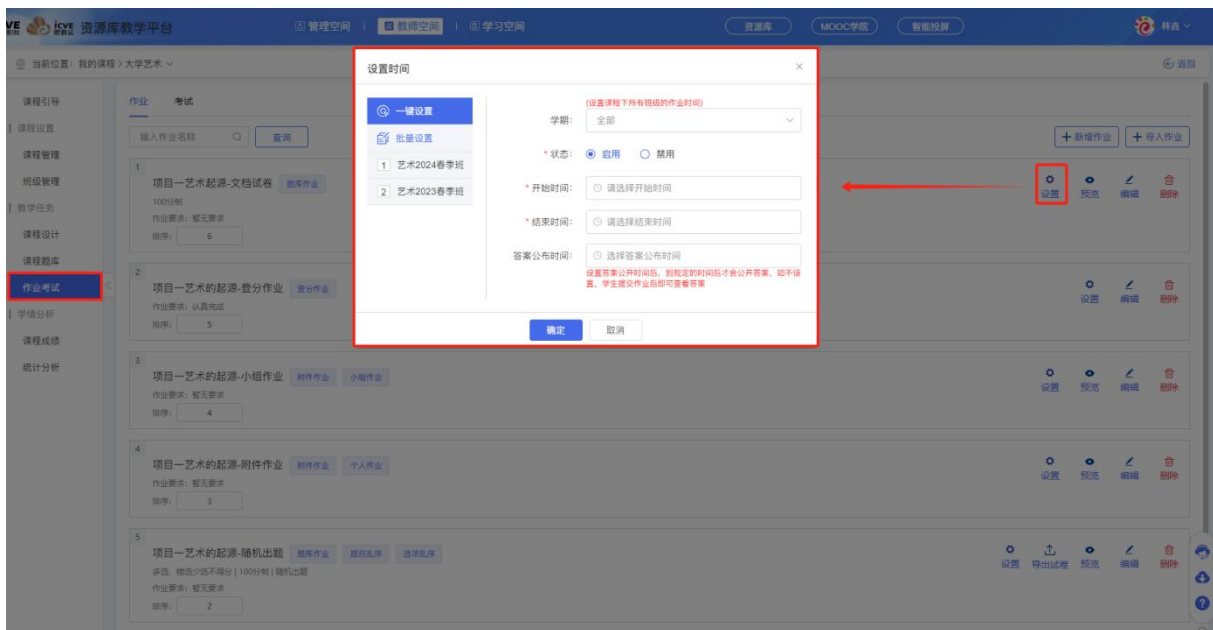 icve 资源库教学平台
管理空间
教师空间
学习空间
资源库
MOOC学院
智能投屏
林焱
当前位置：我的课程 > 大学艺术
返回
课程引导
课程设置
课程管理
班级管理
教学任务
课程设计
课程题库
作业考试
学情分析
课程成绩
统计分析
作业 考试
输入作业名称
查询
+ 新增作业
+ 导入作业
1
项目一艺术起源-文档试卷 题库作业
100分制
作业要求：暂无要求
排序： 6
设置 预览 编辑 删除
2
项目一艺术的起源-登分作业 登分作业
作业要求：认真完成
排序： 5
设置 编辑 删除
3
项目一艺术的起源-小组作业 附件作业 小组作业
作业要求：暂无要求
排序： 4
设置 预览 编辑 删除
4
项目一艺术的起源-附件作业 附件作业 个人作业
作业要求：暂无要求
排序： 3
设置 预览 编辑 删除
5
项目一艺术的起源-随机出题 题库作业 题目乱序 选项乱序
多选，错选少选不得分 | 100分制 | 随机出题
作业要求：暂无要求
排序： 2
设置 导出试卷 预览 编辑 删除
设置时间
一键设置
批量设置
1 艺术2024春季班
2 艺术2023春季班
(设置课程下所有班级的作业时间)
学期： 全部
* 状态： 启用 禁用
* 开始时间： 请选择开始时间
* 结束时间： 请选择结束时间
答案公布时间： 选择答案公布时间
设置答案公开时间后，到规定的时间后才会公开答案，如不设
置，学生提交作业后即可查看答案
确定 取消